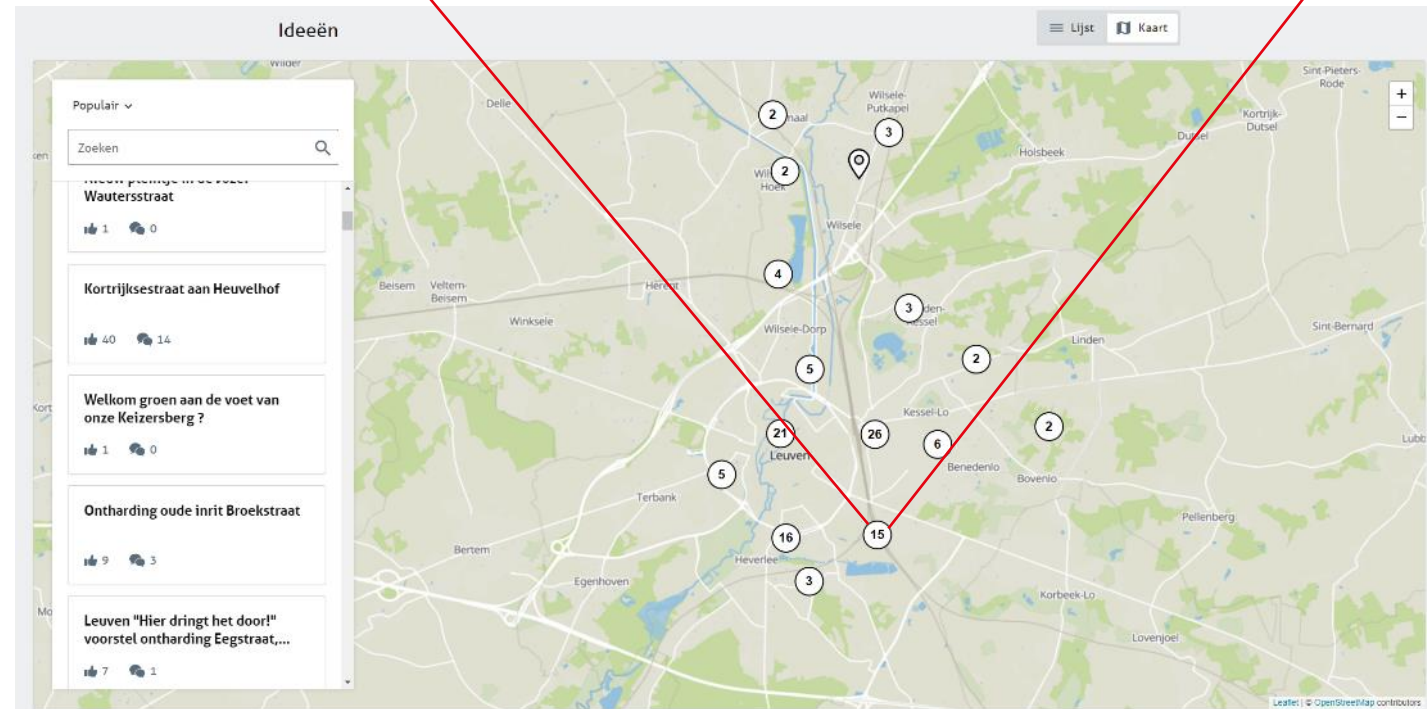 Ideeën
Lijst
Kaart
Populair
Zoeken
Wautersstraat
1 0
Kortrijksestraat aan Heuvelhof
40 14
Welkom groen aan de voet van
onze Keizersberg ?
1 0
Ontharding oude inrit Broekstraat
9 3
Leuven "Hier dringt het door!"
voorstel ontharding Eegstraat,...
7 1
Wilder
Delle
2
Wilsele-
Putkapel
3
Sint-Pieters-
Rode
+
−
Kortrijk-
Dutsel
Dutsel
Holsbeek
2
Hoek
Wilsele
4
Beisem
Veltem-
Beisem
Herent
3
Winksele
Wilsele-Dorp
Linden
Sint-Bernard
5
2
Kessel-Lo
21
26
6
2
Leuven
5
Benedenlo
Bovenlo
Terbank
Pellenberg
16
15
Bertem
Heverlee
3
Egenhoven
Korbeek-Lo
Lovenjoel
Leaflet | © OpenStreetMap contributors